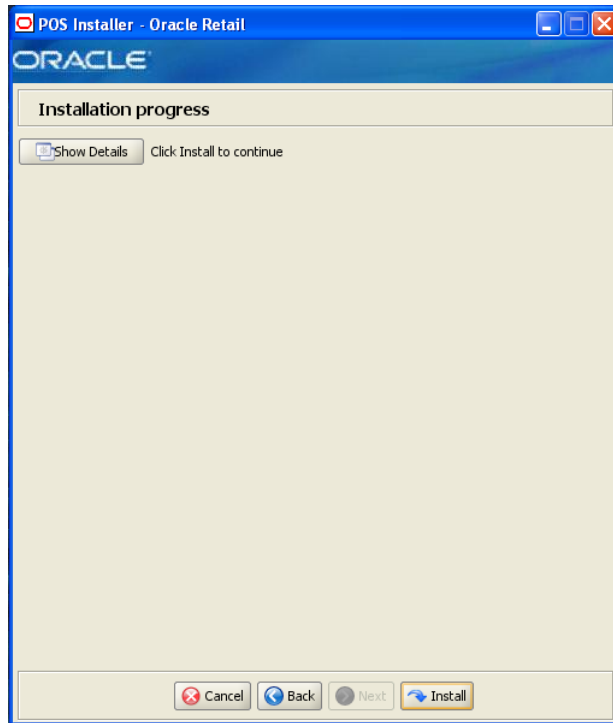 POS Installer - Oracle Retail
ORACLE
Installation progress
Show Details Click Install to continue
Cancel Back Next Install